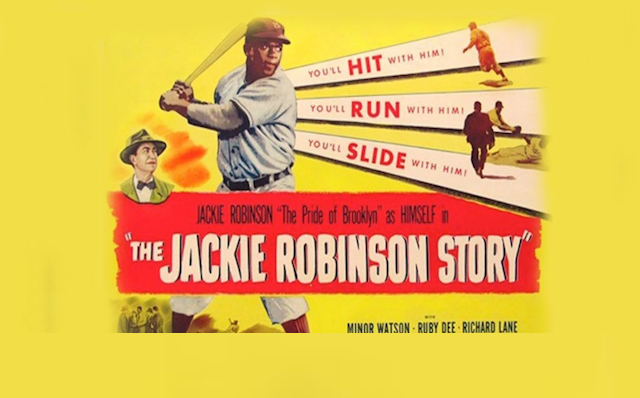 YOU'LL HIT WITH HIM!
YOU'LL RUN WITH HIM!
YOU'LL SLIDE WITH HIM!
JACKIE ROBINSON "The Pride of Brooklyn" as HIMSELF in
"THE JACKIE ROBINSON STORY"
WITH
MINOR WATSON · RUBY DEE · RICHARD LANE